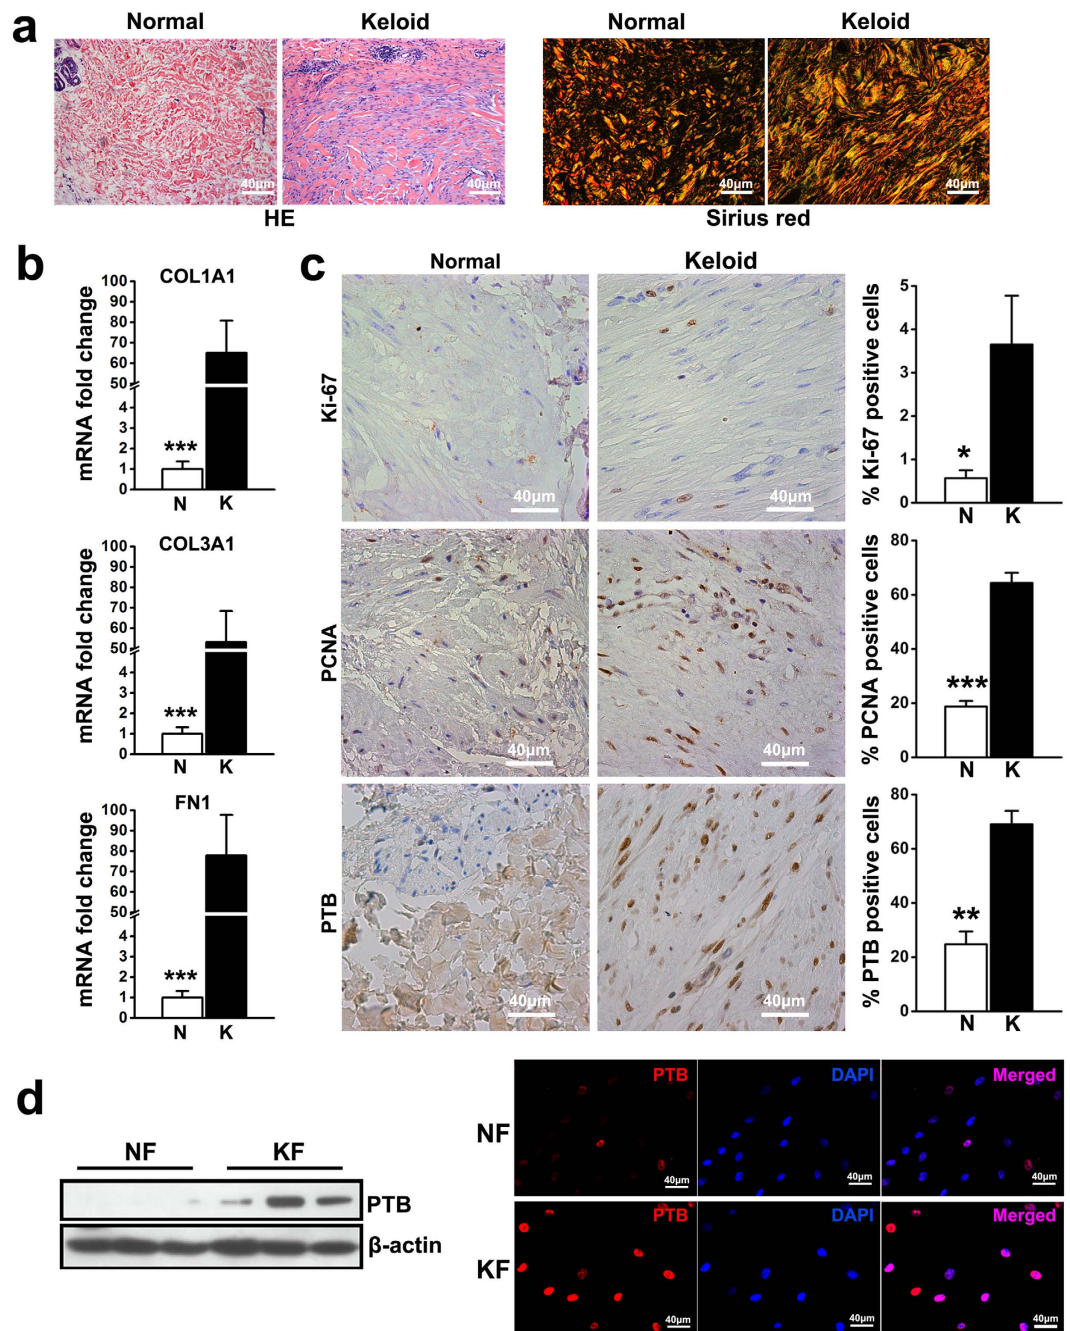 a
Normal Keloid Normal Keloid
40μm 40μm 40μm 40μm
HE Sirius red
b
COL1A1
mRNA fold change
100
90
80
70
60
50
4
3
2
1
0
***
N K
COL3A1
mRNA fold change
100
90
80
70
60
50
4
3
2
1
0
***
N K
FN1
mRNA fold change
100
90
80
70
60
50
4
3
2
1
0
***
N K
c
Normal Keloid
Ki-67
40μm 40μm
% Ki-67 positive cells
5
4
3
2
1
0
*
N K
PCNA
40μm 40μm
% PCNA positive cells
80
60
40
20
0
***
N K
PTB
40μm 40μm
% PTB positive cells
80
60
40
20
0
**
N K
d
NF KF
PTB
β-actin
NF
PTB DAPI Merged
40μm 40μm 40μm
KF
PTB DAPI Merged
40μm 40μm 40μm